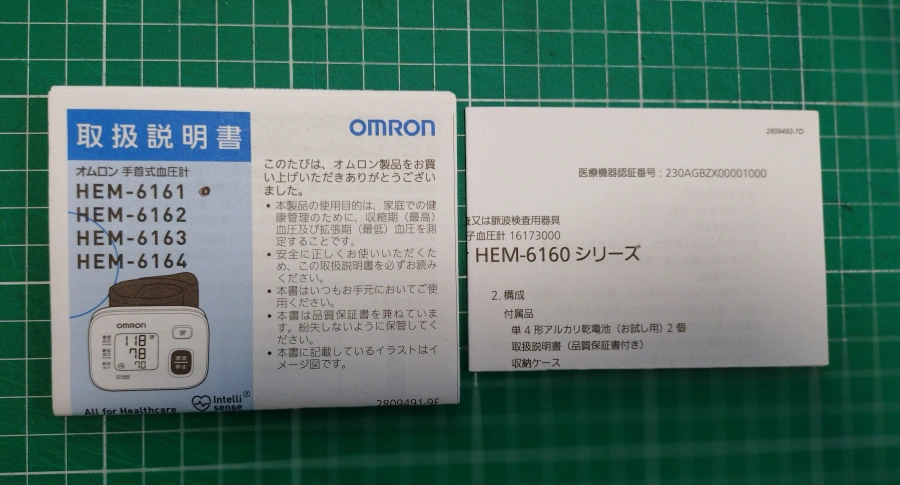 取扱説明書
オムロン 手首式血圧計
HEM-6161
HEM-6162
HEM-6163
HEM-6164
OMRON
118
78
70
測定
停止
All for Healthcare
Intelli
sense
OMRON
このたびは、オムロン製品をお買
い上げいただきありがとうござい
ました。
• 本製品の使用目的は、家庭での健
康管理のために、収縮期（最高）
血圧及び拡張期（最低）血圧を測
定することです。
• 安全に正しくお使いいただくた
め、この取扱説明書を必ずお読み
ください。
• 本書はいつもお手元においてご使
用ください。
• 本書は品質保証書を兼ねていま
す。紛失しないように保管してく
ださい。
• 本書に記載しているイラストはイ
メージ図です。
2809491-9F
2809492-7D
医療機器認証番号：230AGBZX00001000
又は脈波検査用器具
子血圧計 16173000
HEM-6160 シリーズ
2. 構成
付属品
単４形アルカリ乾電池（お試し用）２個
取扱説明書（品質保証書付き）
収納ケース